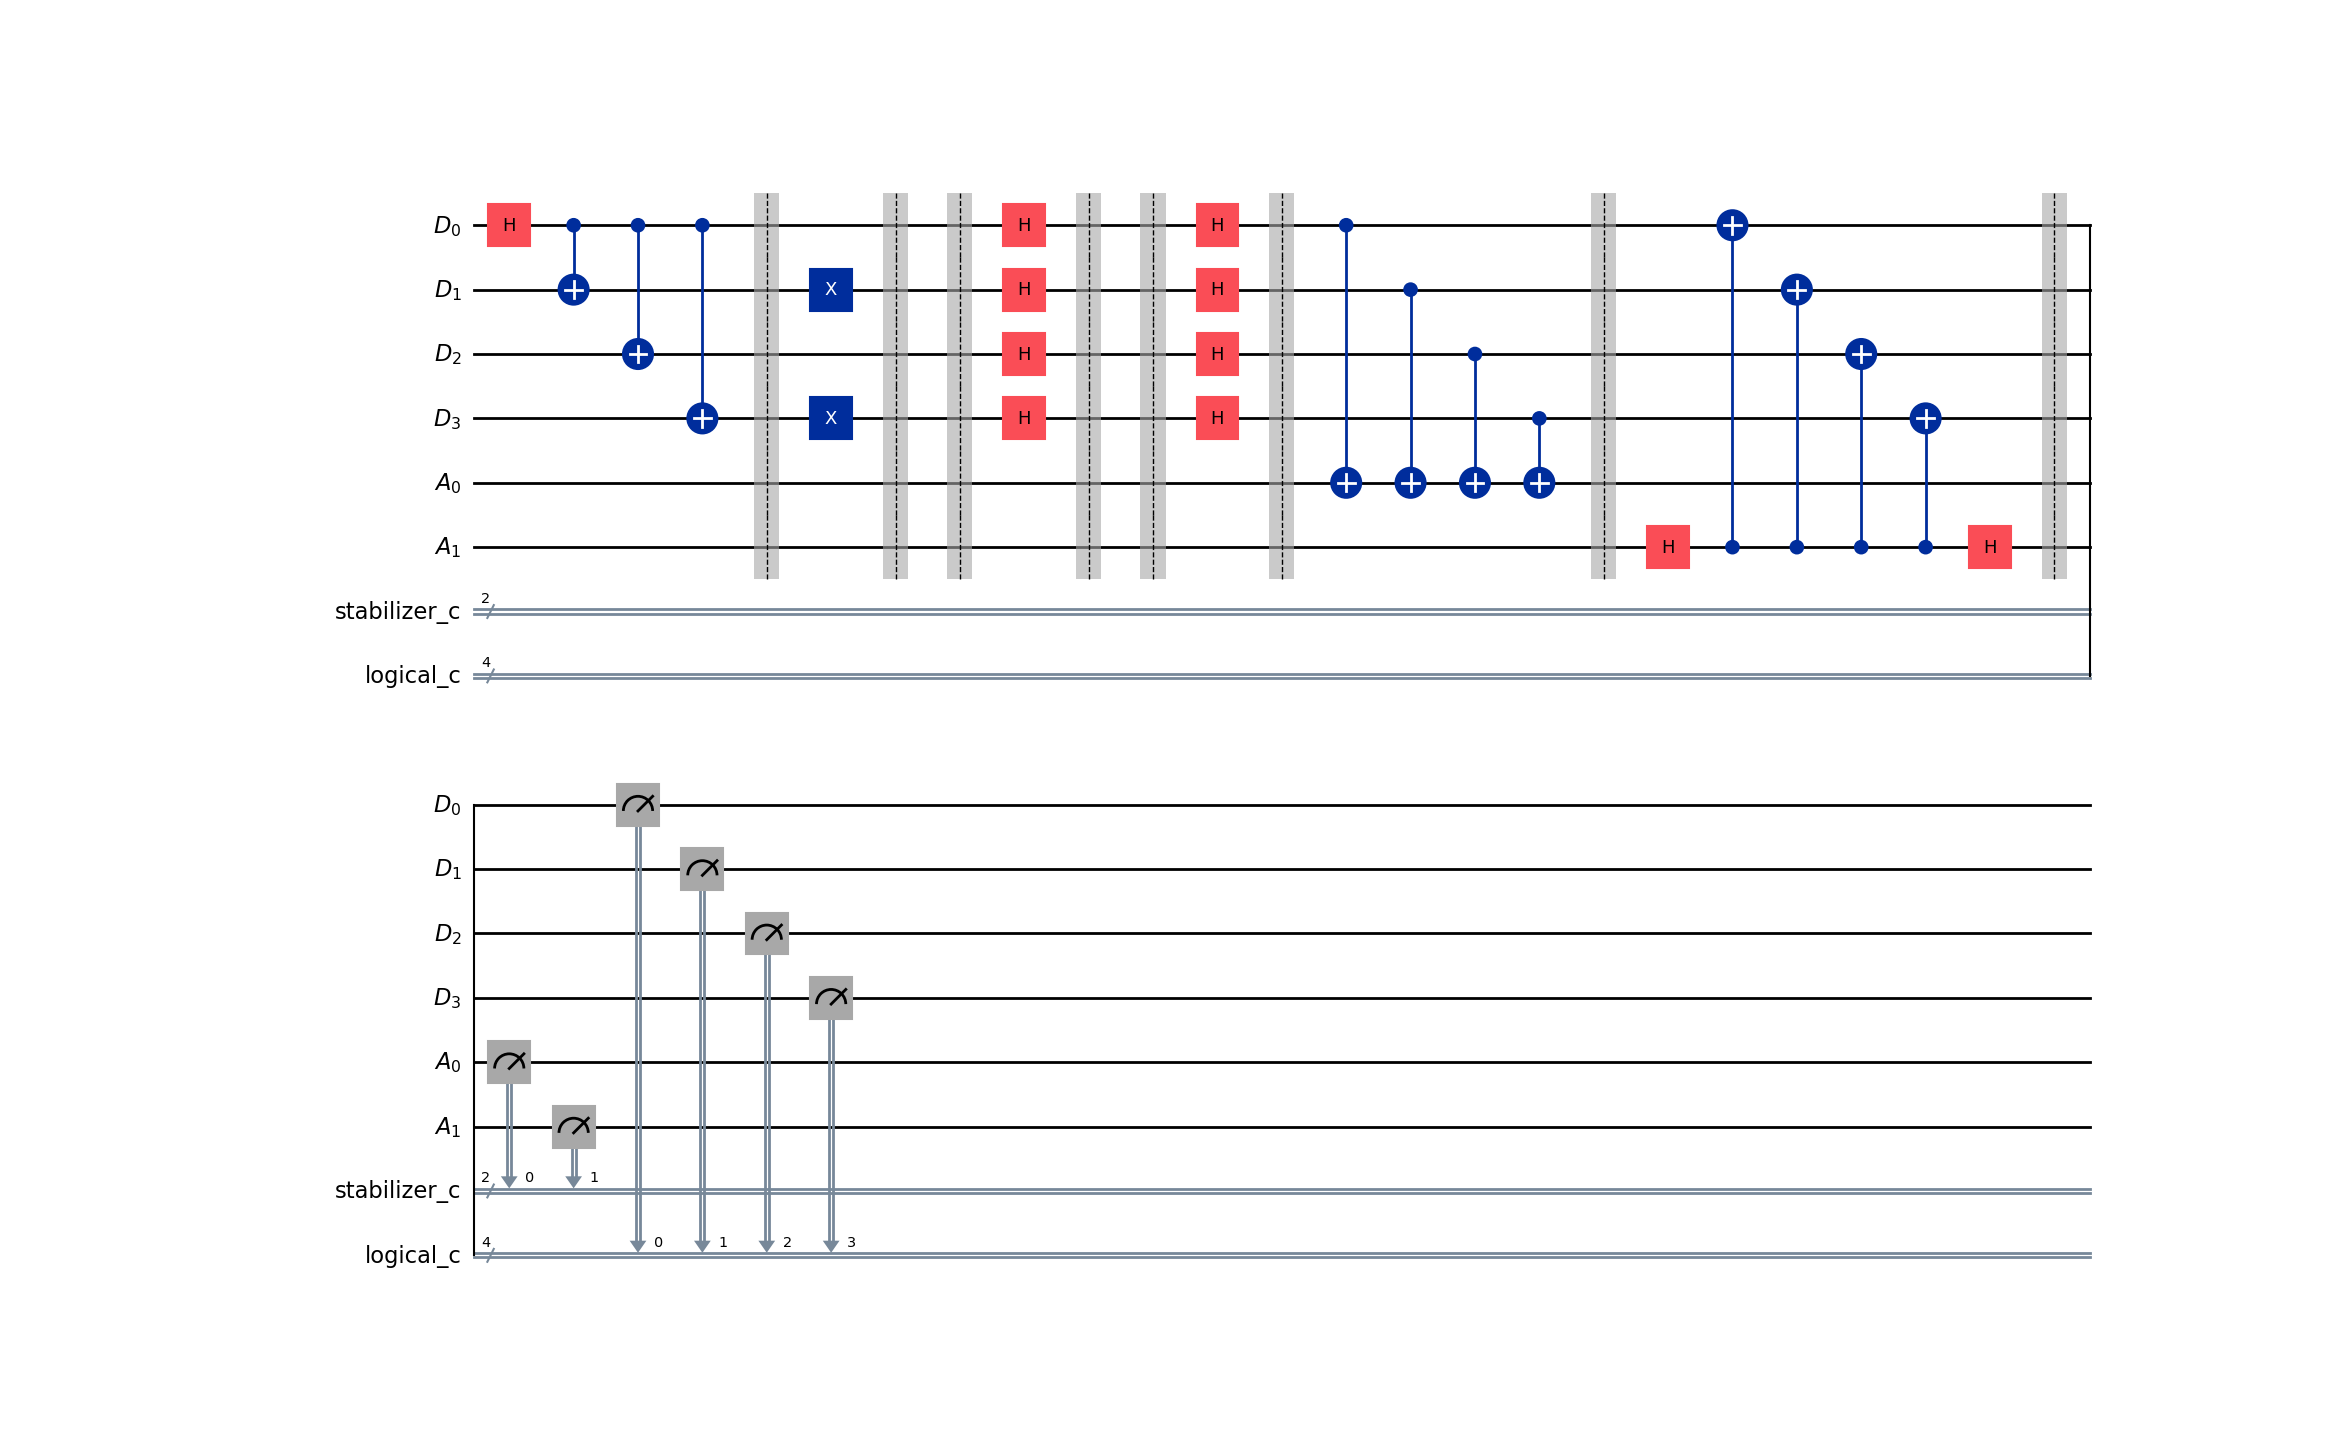 D0 H H H
D1 X H H
D2 H H
D3 X H H
A0
A1 H H
stabilizer_c 2
logical_c 4
D0
D1
D2
D3
A0
A1
stabilizer_c 2 0 1
logical_c 4 0 1 2 3